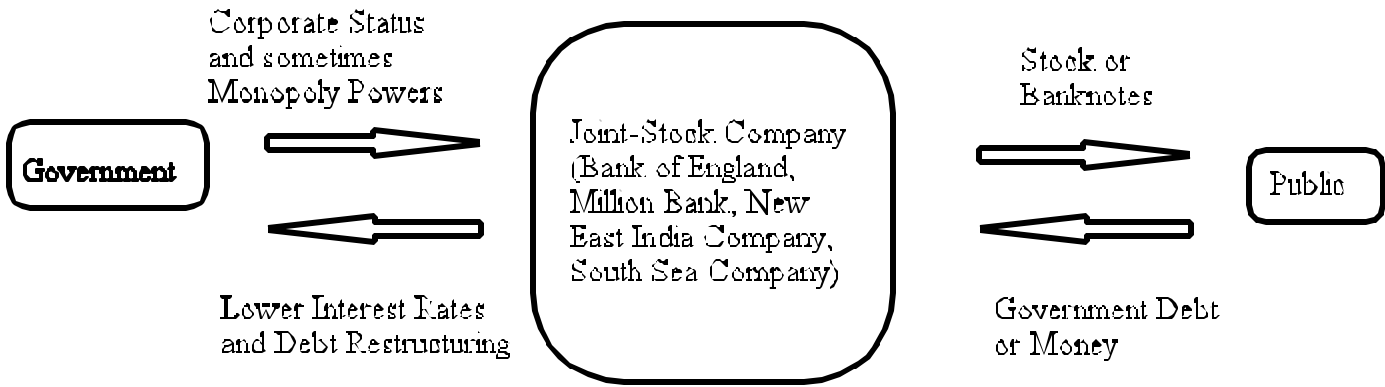 Corporate Status
and sometimes
Monopoly Powers
Government
Lower Interest Rates
and Debt Restructuring
Joint-Stock Company
(Bank of England,
Million Bank, New
East India Company,
South Sea Company)
Stock or
Banknotes
Government Debt
or Money
Public